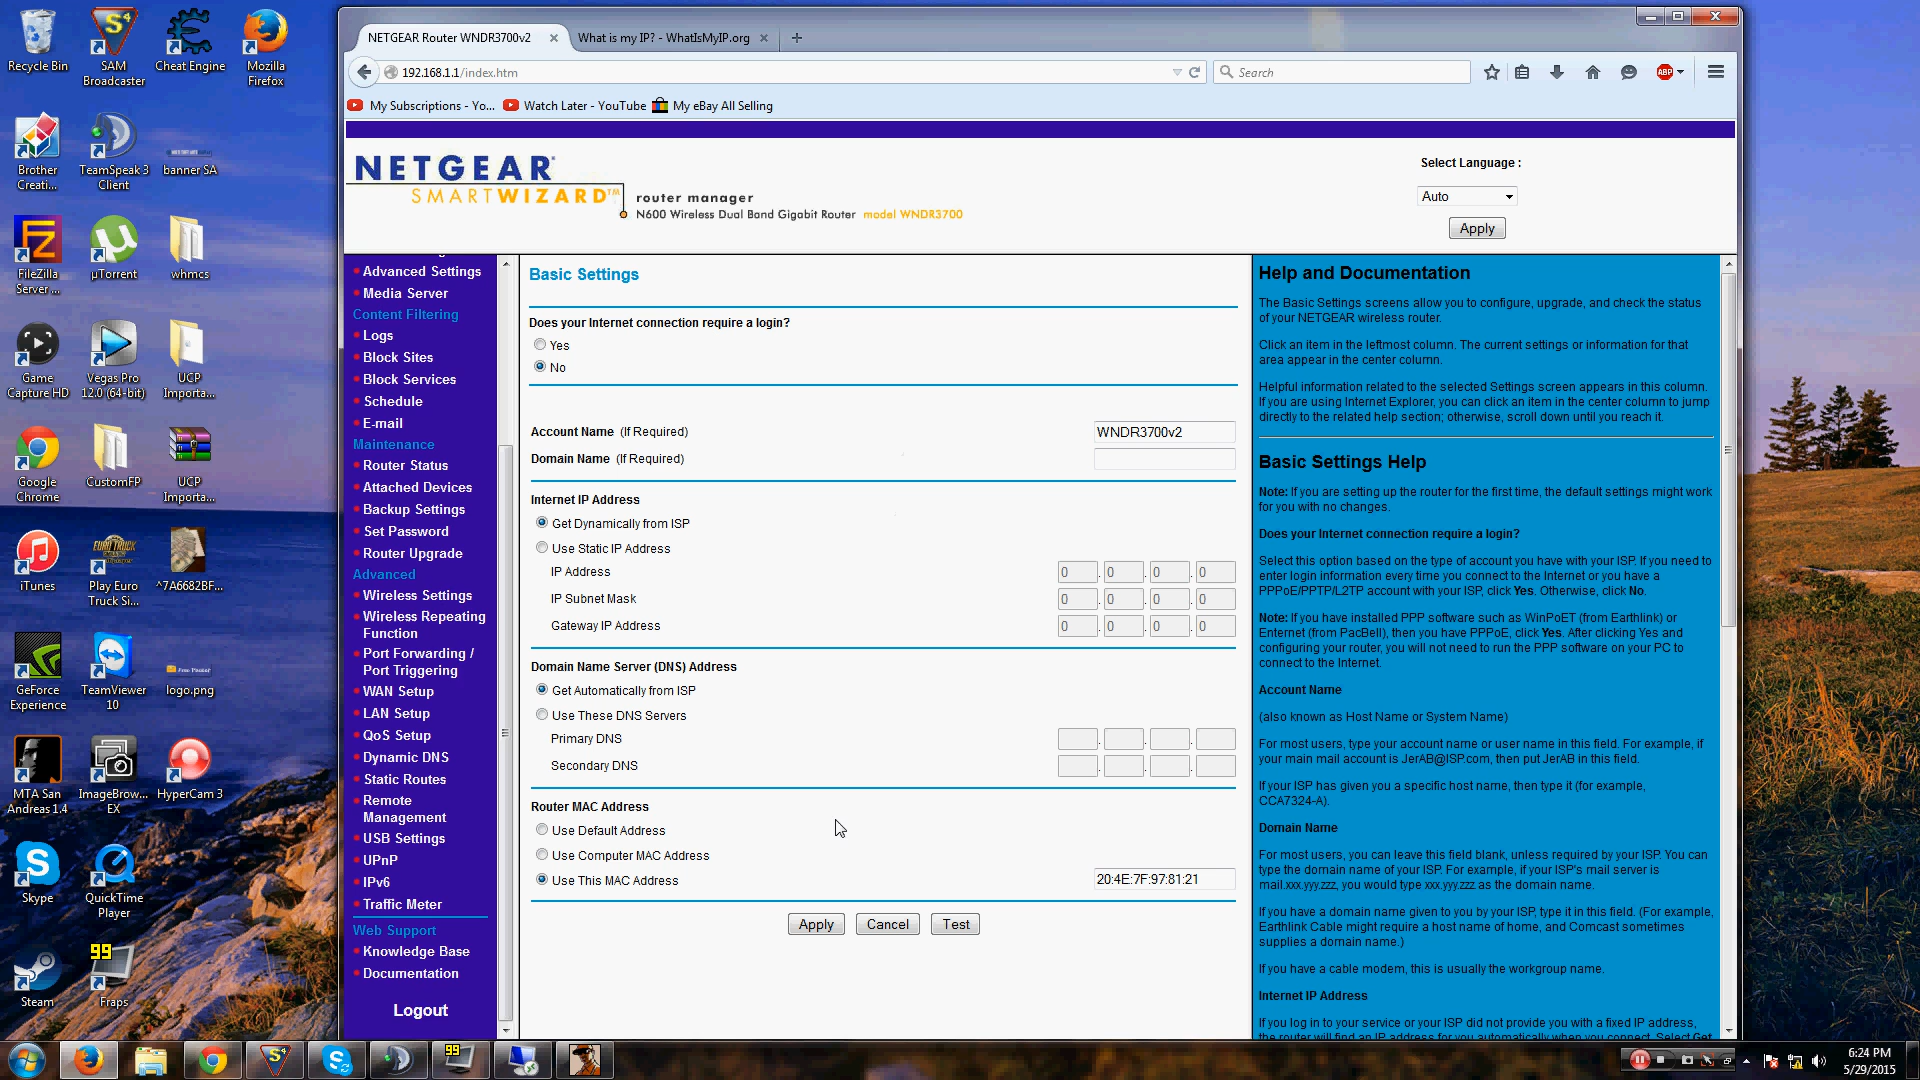 Recycle Bin
SAM Broadcaster
Cheat Engine
Mozilla Firefox
Brother Creati...
TeamSpeak 3 Client
banner SA
FileZilla Server ...
µTorrent
whmcs
Game Capture HD
Vegas Pro 12.0 (64-bit)
UCP Importa...
Google Chrome
CustomFP
UCP Importa...
iTunes
Play Euro Truck Si...
^7A6682BF...
GeForce Experience
TeamViewer 10
logo.png
MTA San Andreas 1.4
ImageBrow... EX
HyperCam 3
Skype
QuickTime Player
Steam
99
Fraps
NETGEAR Router WNDR3700v2
What is my IP? - WhatIsMyIP.org
192.168.1.1/index.htm
Search
ABP
My Subscriptions - Yo...
Watch Later - YouTube
My eBay All Selling
NETGEAR®
SMARTWIZARD™
router manager
N600 Wireless Dual Band Gigabit Router model WNDR3700
Select Language :
Auto
Apply
Advanced Settings
Media Server
Content Filtering
Logs
Block Sites
Block Services
Schedule
E-mail
Maintenance
Router Status
Attached Devices
Backup Settings
Set Password
Router Upgrade
Advanced
Wireless Settings
Wireless Repeating
Function
Port Forwarding /
Port Triggering
WAN Setup
LAN Setup
QoS Setup
Dynamic DNS
Static Routes
Remote
Management
USB Settings
UPnP
IPv6
Traffic Meter
Web Support
Knowledge Base
Documentation
Logout
Basic Settings
Does your Internet connection require a login?
Yes
No
Account Name (If Required) WNDR3700v2
Domain Name (If Required)
Internet IP Address
Get Dynamically from ISP
Use Static IP Address
IP Address 0 . 0 . 0 . 0
IP Subnet Mask 0 . 0 . 0 . 0
Gateway IP Address 0 . 0 . 0 . 0
Domain Name Server (DNS) Address
Get Automatically from ISP
Use These DNS Servers
Primary DNS . . .
Secondary DNS . . .
Router MAC Address
Use Default Address
Use Computer MAC Address
Use This MAC Address 20:4E:7F:97:81:21
Apply Cancel Test
Help and Documentation
The Basic Settings screens allow you to configure, upgrade, and check the status
of your NETGEAR wireless router.
Click an item in the leftmost column. The current settings or information for that
area appear in the center column.
Helpful information related to the selected Settings screen appears in this column.
If you are using Internet Explorer, you can click an item in the center column to jump
directly to the related help section; otherwise, scroll down until you reach it.
Basic Settings Help
Note: If you are setting up the router for the first time, the default settings might work
for you with no changes.
Does your Internet connection require a login?
Select this option based on the type of account you have with your ISP. If you need to
enter login information every time you connect to the Internet or you have a
PPPoE/PPTP/L2TP account with your ISP, click Yes. Otherwise, click No.
Note: If you have installed PPP software such as WinPoET (from Earthlink) or
Enternet (from PacBell), then you have PPPoE, click Yes. After clicking Yes and
configuring your router, you will not need to run the PPP software on your PC to
connect to the Internet.
Account Name
(also known as Host Name or System Name)
For most users, type your account name or user name in this field. For example, if
your main mail account is JerAB@ISP.com, then put JerAB in this field.
If your ISP has given you a specific host name, then type it (for example,
CCA7324-A).
Domain Name
For most users, you can leave this field blank, unless required by your ISP. You can
type the domain name of your ISP. For example, if your ISP's mail server is
mail.xxx.yyy.zzz, you would type xxx.yyy.zzz as the domain name.
If you have a domain name given to you by your ISP, type it in this field. (For example,
Earthlink Cable might require a host name of home, and Comcast sometimes
supplies a domain name.)
If you have a cable modem, this is usually the workgroup name.
Internet IP Address
If you log in to your service or your ISP did not provide you with a fixed IP address,
the router will find an IP address for you automatically when you connect. Select Get
99
6:24 PM
5/29/2015